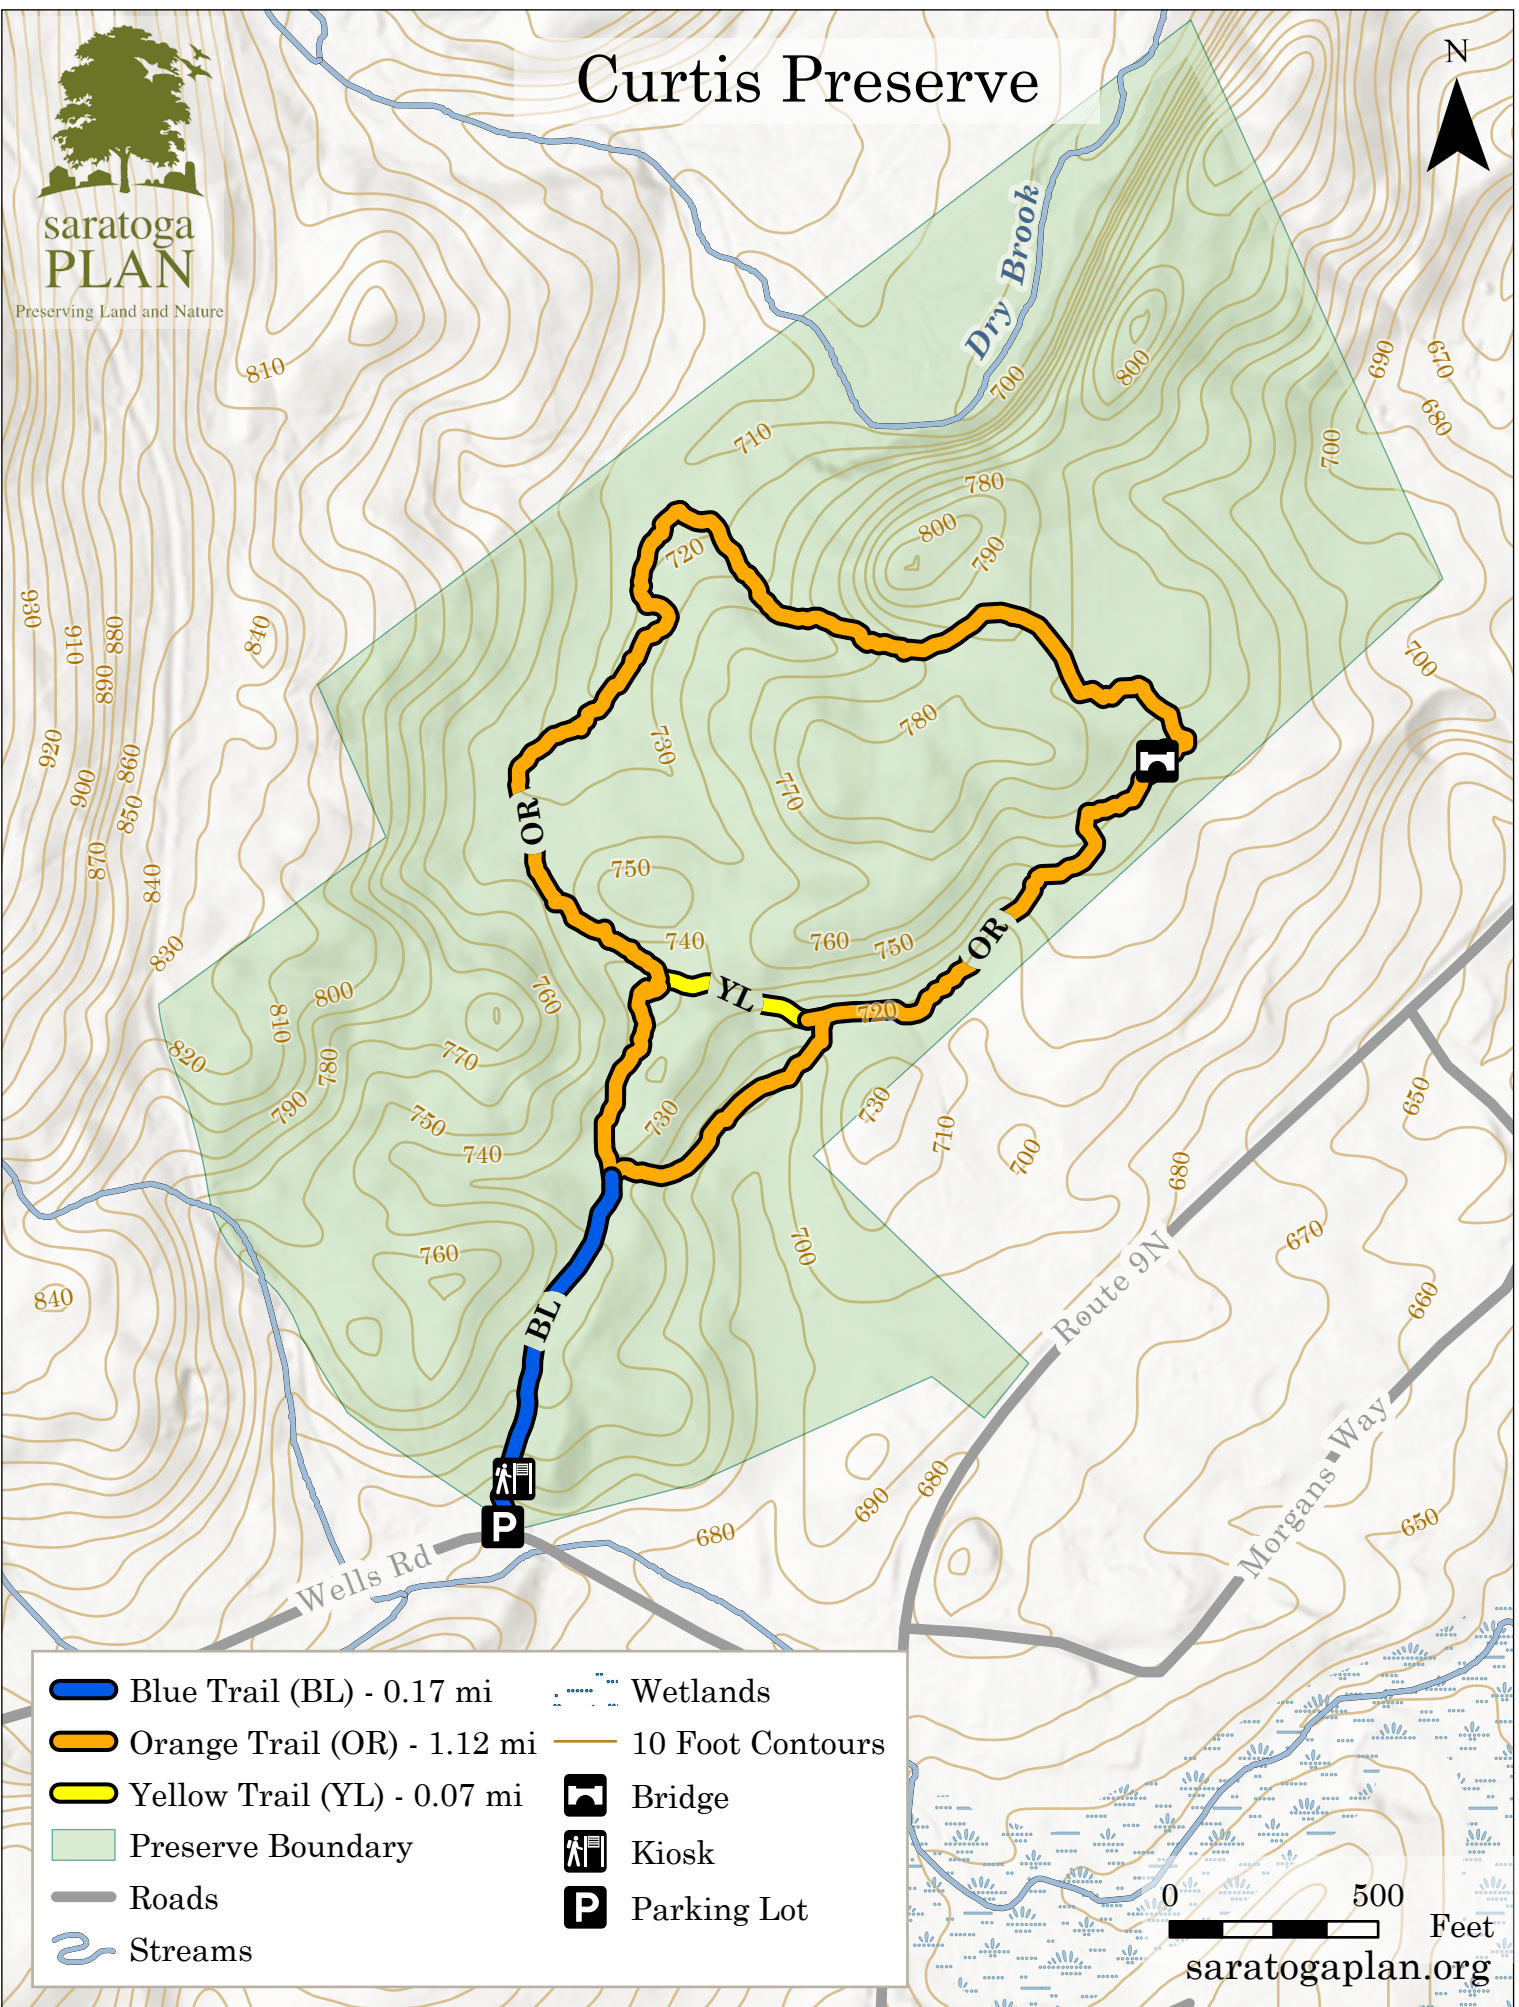 Curtis Preserve
N
saratoga
PLAN
Preserving Land and Nature
Dry Brook
810
710
700
800
690
670
680
700
780
800
790
720
930
910
880
890
840
920
900
860
850
870
840
830
730
780
770
700
OR
750
740
760
750
OR
YL
720
800
810
820
780
790
760
770
750
740
730
730
710
700
680
650
670
660
650
840
760
700
BL
Route 9N
Morgans Way
Wells Rd
680
690
680
P
Blue Trail (BL) - 0.17 mi
Orange Trail (OR) - 1.12 mi
Yellow Trail (YL) - 0.07 mi
Preserve Boundary
Roads
Streams
Wetlands
10 Foot Contours
Bridge
Kiosk
P
Parking Lot
0 500
Feet
saratogaplan.org